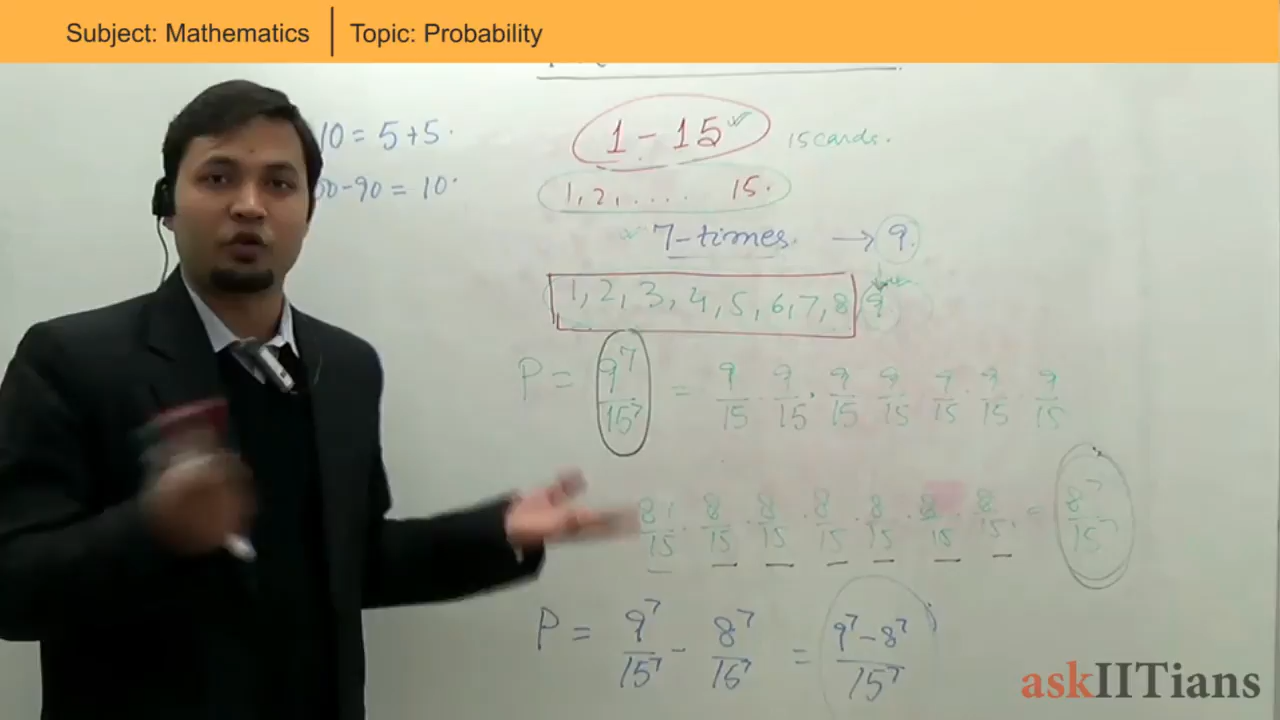 Subject: Mathematics | Topic: Probability
10 = 5+5.
00-90 = 10.
1 - 15 ✓ 15 cards.
1, 2, .... 15.
✓ 7-times. → 9.
1, 2, 3, 4, 5, 6, 7, 8, 9
P = 9⁷/15⁷ = 9/15 · 9/15 · 9/15 · 9/15 · 9/15 · 9/15 · 9/15
8/15 · 8/15 · 8/15 · 8/15 · 8/15 · 8/15 · 8/15 · = 8⁷/15⁷
P = 9⁷/15⁷ - 8⁷/15⁷ = 9⁷-8⁷/15⁷
askIITians